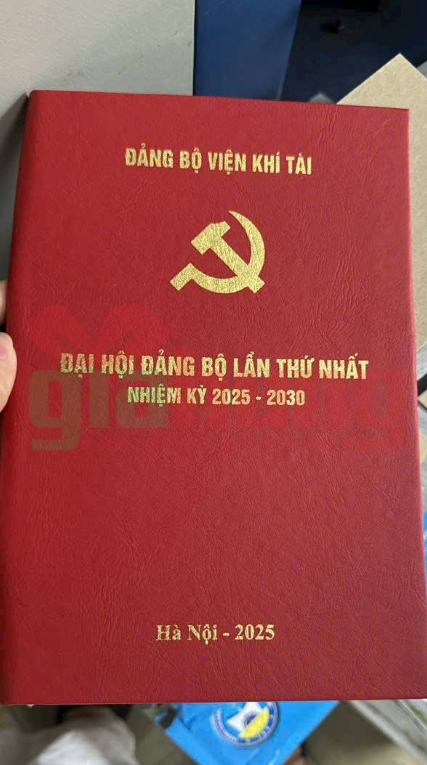 ĐẢNG BỘ VIỆN KHÍ TÀI
ĐẠI HỘI ĐẢNG BỘ LẦN THỨ NHẤT
NHIỆM KỲ 2025 - 2030
Hà Nội - 2025